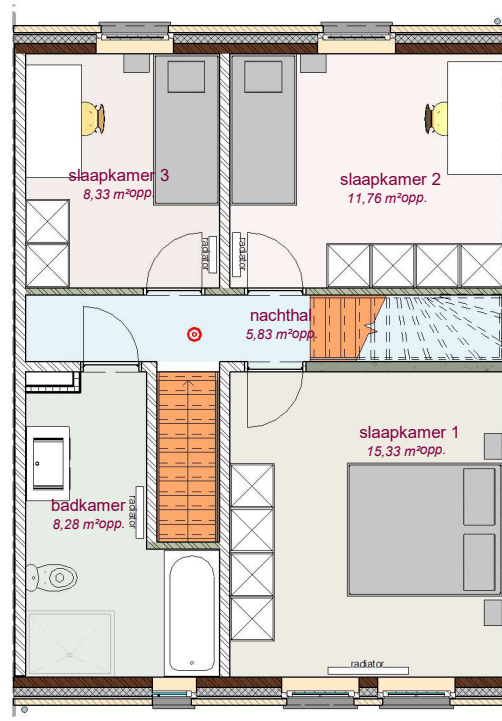 slaapkamer 3
8,33 m²opp.
slaapkamer 2
11,76 m²opp.
radiator
radiator
nachthal
5,83 m²opp.
slaapkamer 1
15,33 m²opp.
badkamer
8,28 m²opp.
radiator
radiator